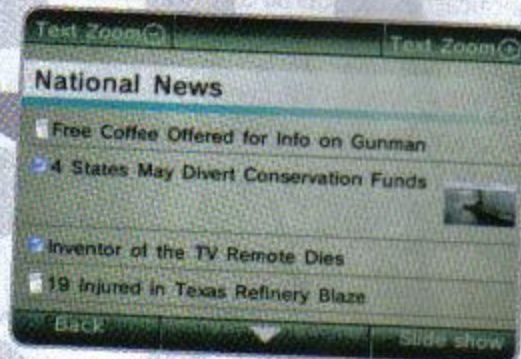 Text Zoom⊖ Text Zoom⊕
National News
Free Coffee Offered for Info on Gunman
4 States May Divert Conservation Funds
Inventor of the TV Remote Dies
19 Injured in Texas Refinery Blaze
Back Slide show